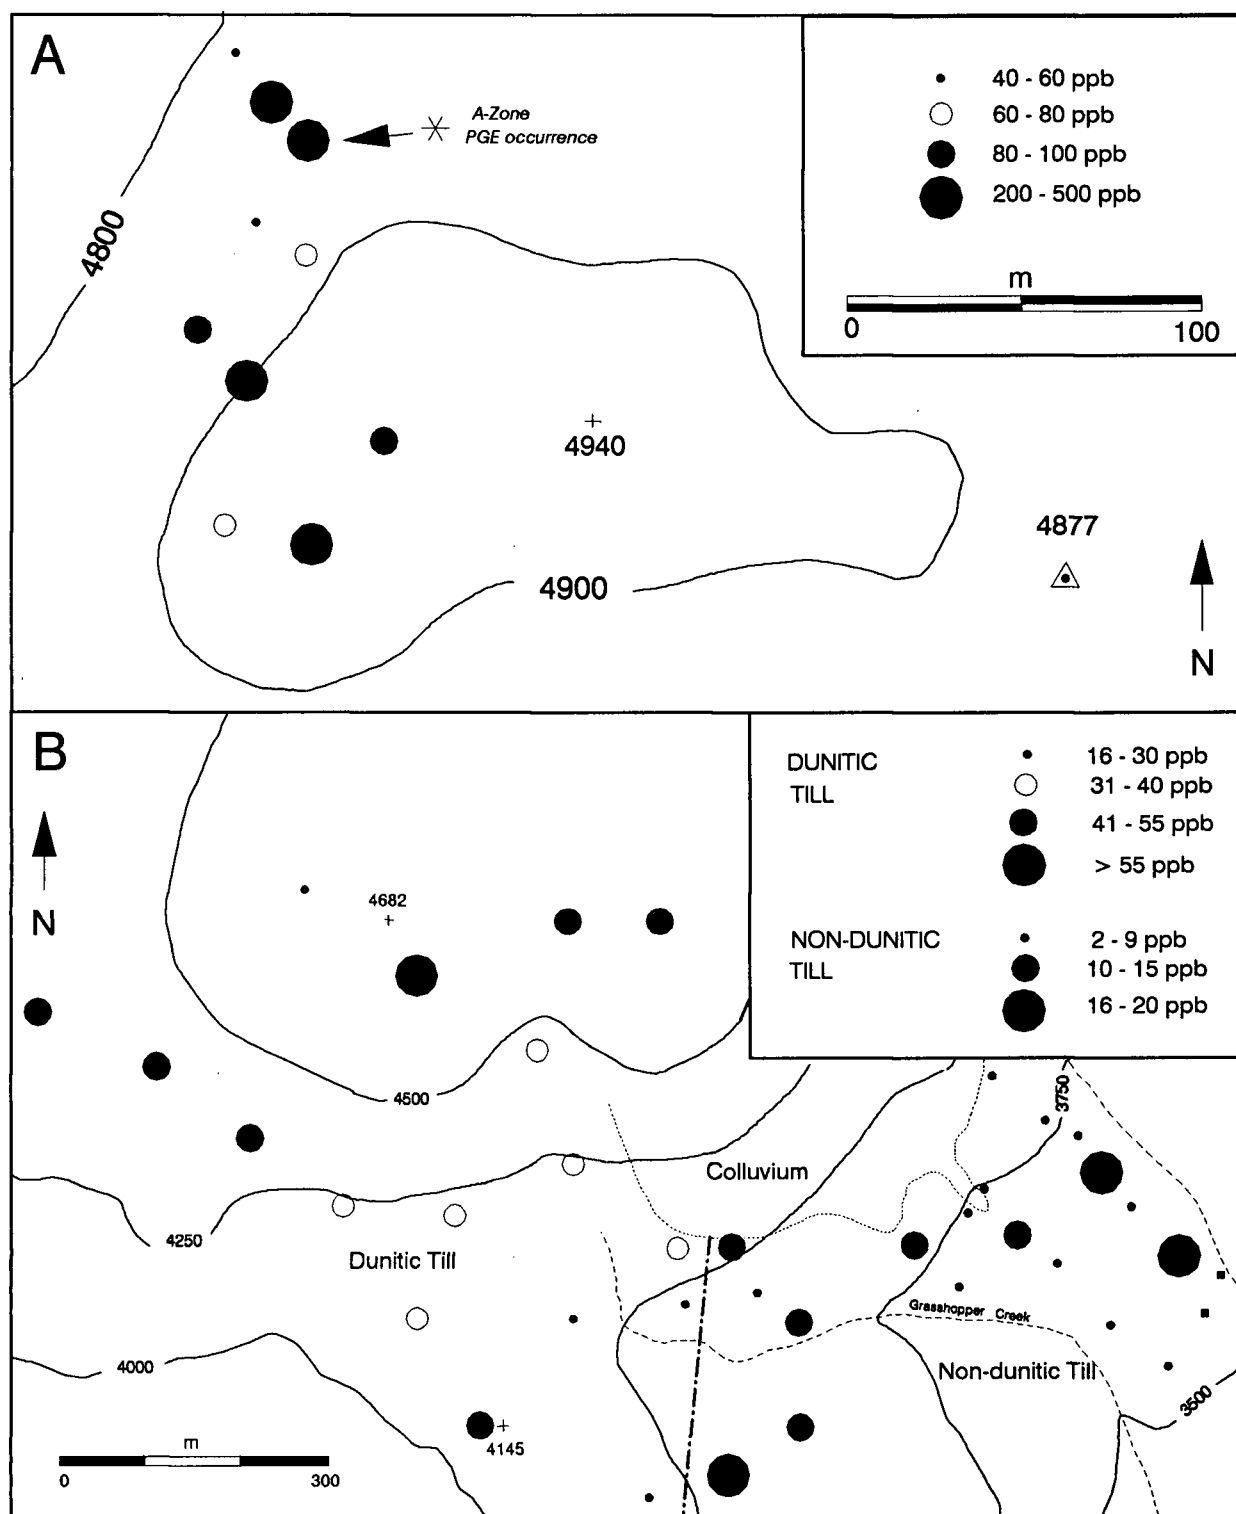 A
A-Zone
PGE occurrence
4800
4940
4900
4877
N
40 - 60 ppb
60 - 80 ppb
80 - 100 ppb
200 - 500 ppb
m
0 100
B
N
4682
4500
4250
4000
4145
Colluvium
Dunitic Till
Grasshopper Creek
Non-dunitic Till
3750
3500
m
0 300
DUNITIC
TILL
16 - 30 ppb
31 - 40 ppb
41 - 55 ppb
> 55 ppb
NON-DUNITIC
TILL
2 - 9 ppb
10 - 15 ppb
16 - 20 ppb